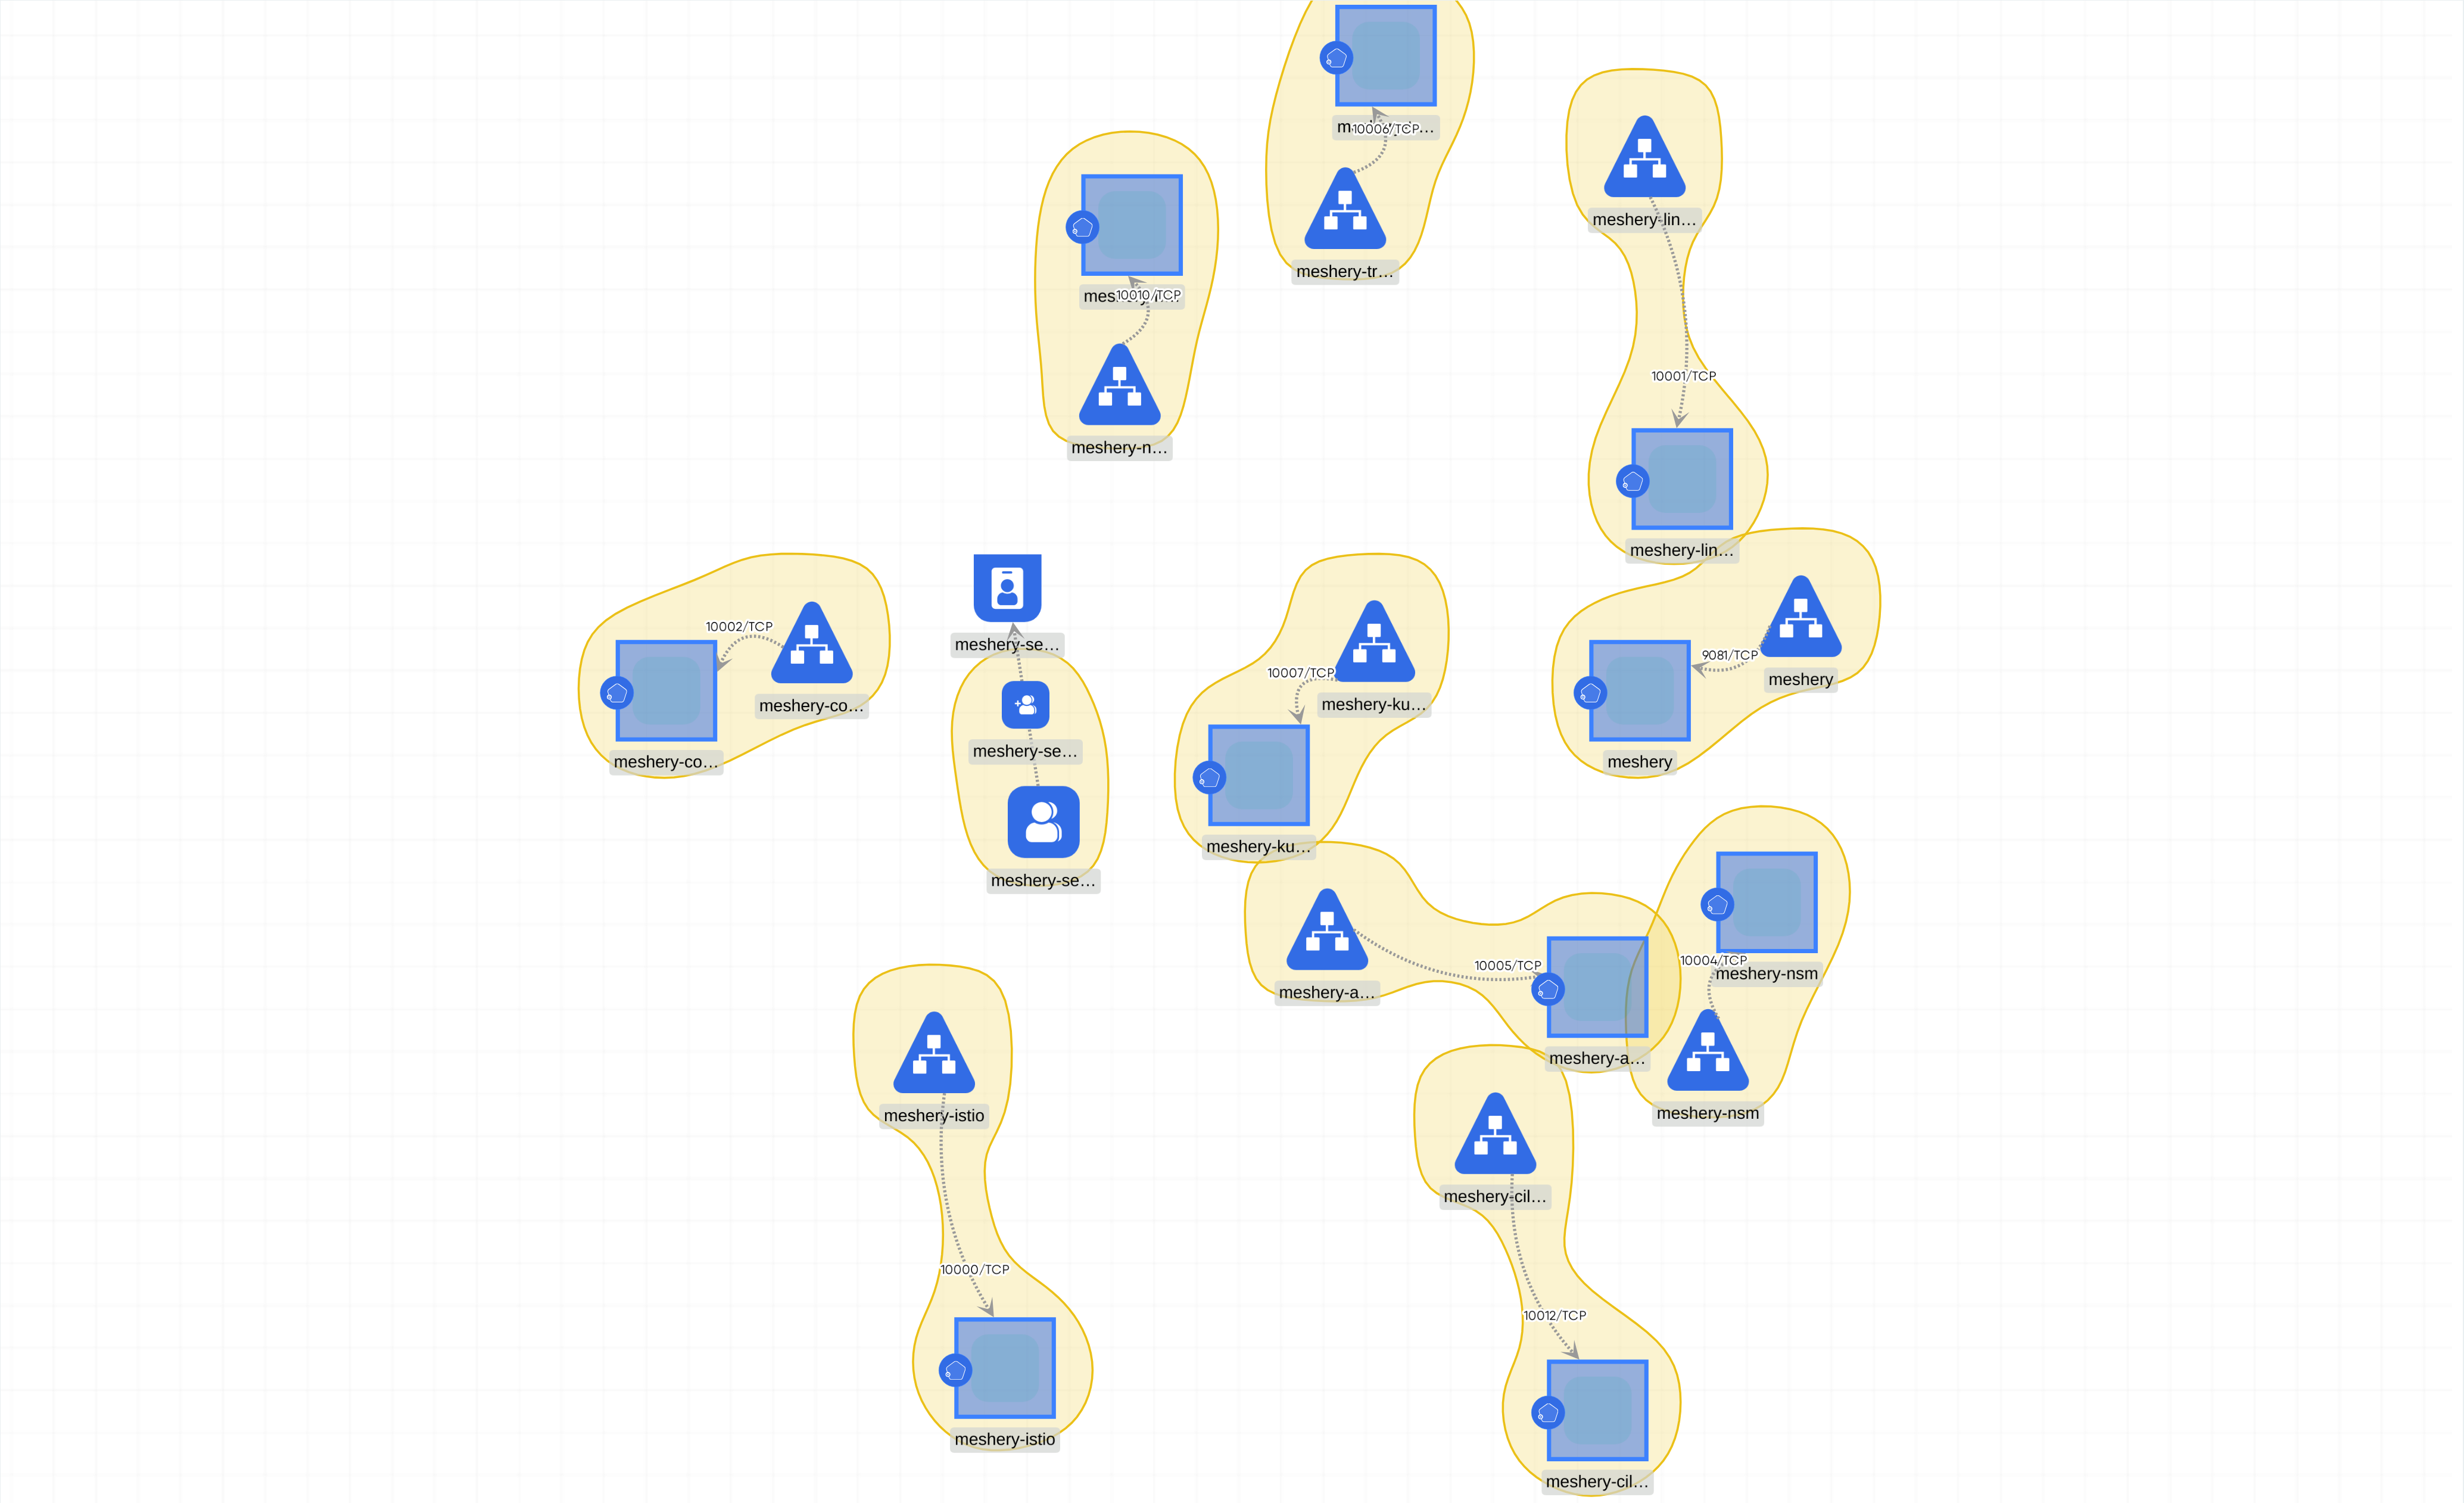 10006/TCP
meshery-lin…
meshery-tr…
10010/TCP
meshery-n…
10001/TCP
meshery-lin…
10002/TCP
meshery-co…
meshery-co…
meshery-se…
meshery-se…
meshery-se…
10007/TCP
meshery-ku…
meshery-ku…
9081/TCP
meshery
meshery
10005/TCP
meshery-a…
meshery-a…
10004/TCP
meshery-nsm
meshery-nsm
meshery-istio
10000/TCP
meshery-istio
meshery-cil…
10012/TCP
meshery-cil…